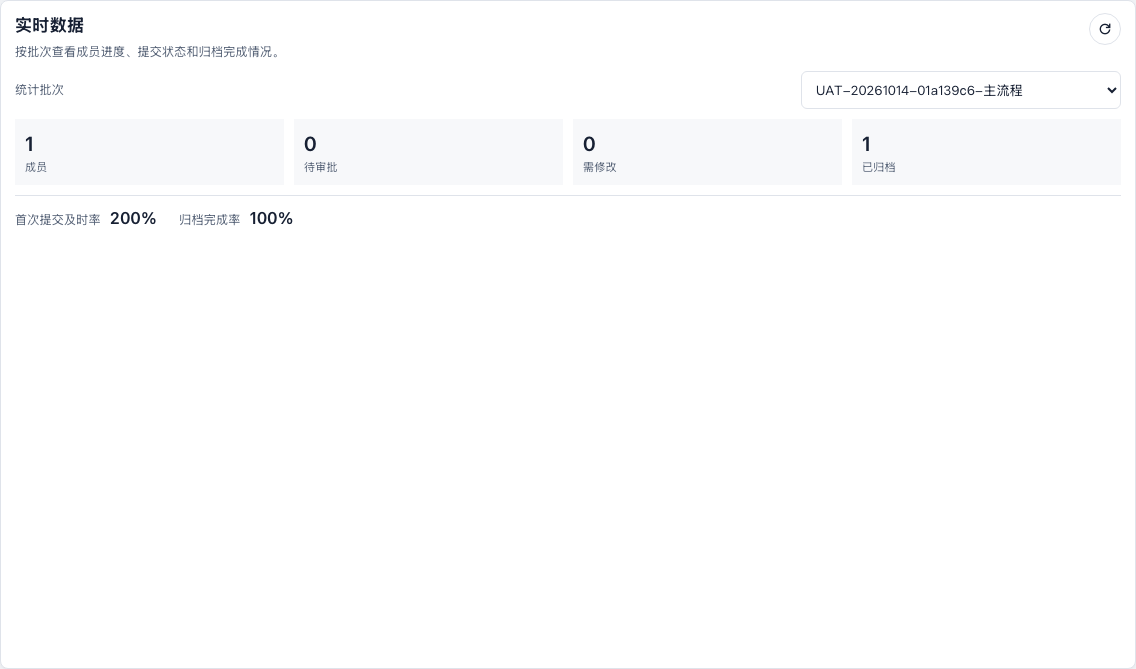 实时数据
按批次查看成员进度、提交状态和归档完成情况。
统计批次
UAT-20261014-01a139c6-主流程
1
成员
0
待审批
0
需修改
1
已归档
首次提交及时率 200% 归档完成率 100%